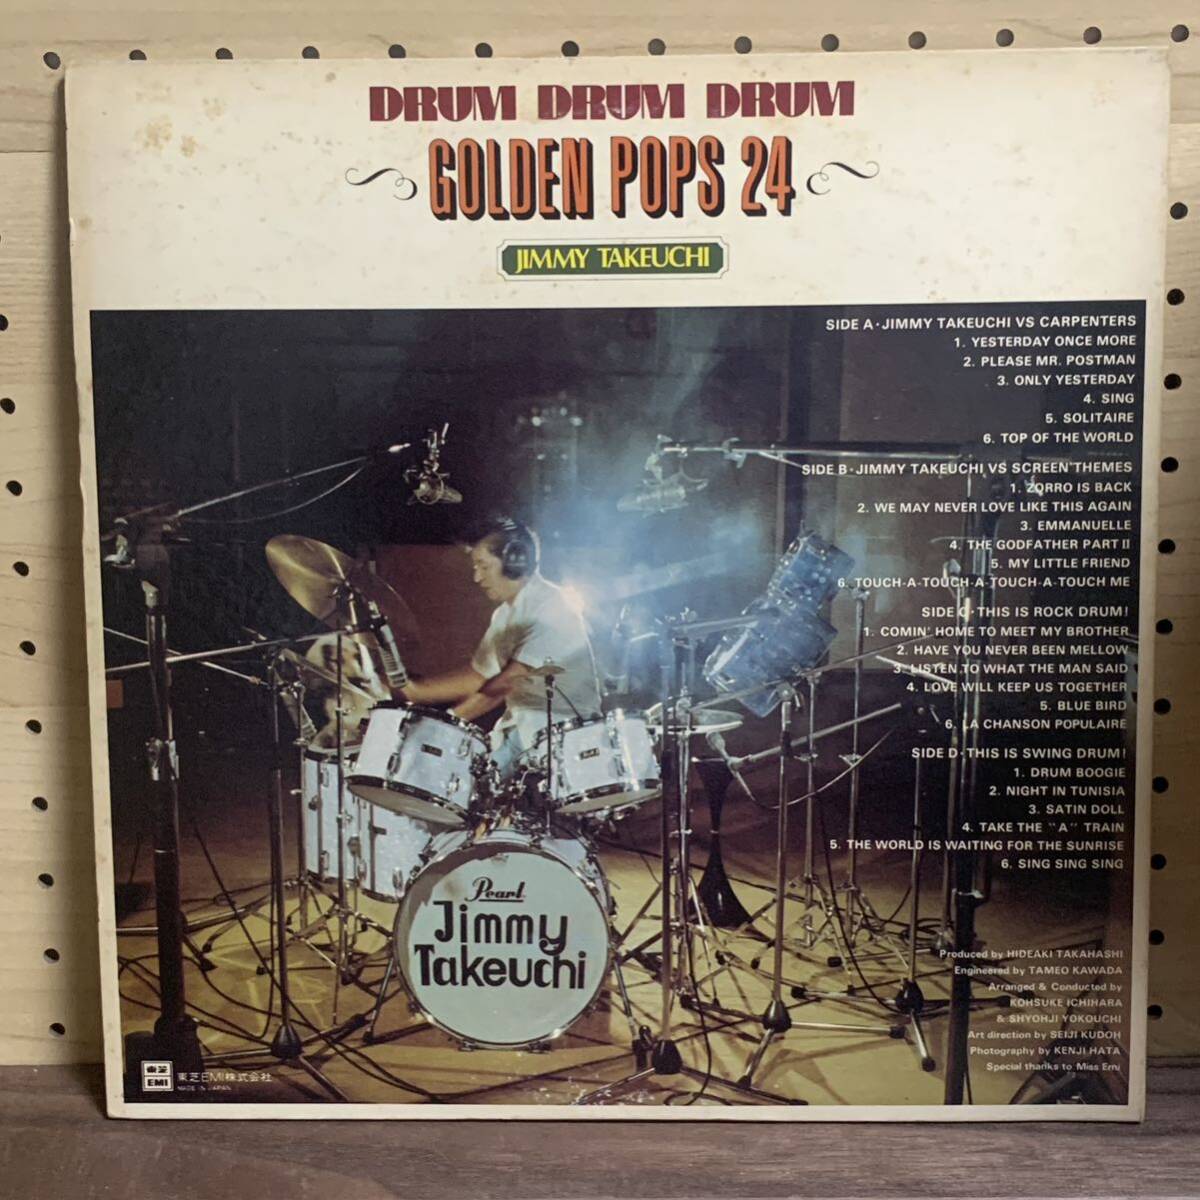 DRUM DRUM DRUM
GOLDEN POPS 24
JIMMY TAKEUCHI
SIDE A・JIMMY TAKEUCHI VS CARPENTERS
1. YESTERDAY ONCE MORE
2. PLEASE MR. POSTMAN
3. ONLY YESTERDAY
4. SING
5. SOLITAIRE
6. TOP OF THE WORLD
SIDE B・JIMMY TAKEUCHI VS SCREEN THEMES
1. ZORRO IS BACK
2. WE MAY NEVER LOVE LIKE THIS AGAIN
3. EMMANUELLE
4. THE GODFATHER PART II
5. MY LITTLE FRIEND
6. TOUCH-A-TOUCH-A-TOUCH-A-TOUCH ME
SIDE C・THIS IS ROCK DRUM!
1. COMIN' HOME TO MEET MY BROTHER
2. HAVE YOU NEVER BEEN MELLOW
3. LISTEN TO WHAT THE MAN SAID
4. LOVE WILL KEEP US TOGETHER
5. BLUE BIRD
6. LA CHANSON POPULAIRE
SIDE D・THIS IS SWING DRUM!
1. DRUM BOOGIE
2. NIGHT IN TUNISIA
3. SATIN DOLL
4. TAKE THE "A" TRAIN
5. THE WORLD IS WAITING FOR THE SUNRISE
6. SING SING SING
Pearl
Jimmy
Takeuchi
Produced by HIDEAKI TAKAHASHI
Engineered by TAMEO KAWADA
Arranged & Conducted by
KOHSUKE ICHIHARA
& SHYOHJI YOKOUCHI
Art direction by SEIJI KUDOH
Photography by KENJI HATA
Special thanks to Miss Emi
東芝
EMI
東芝EMI株式会社
MADE IN JAPAN